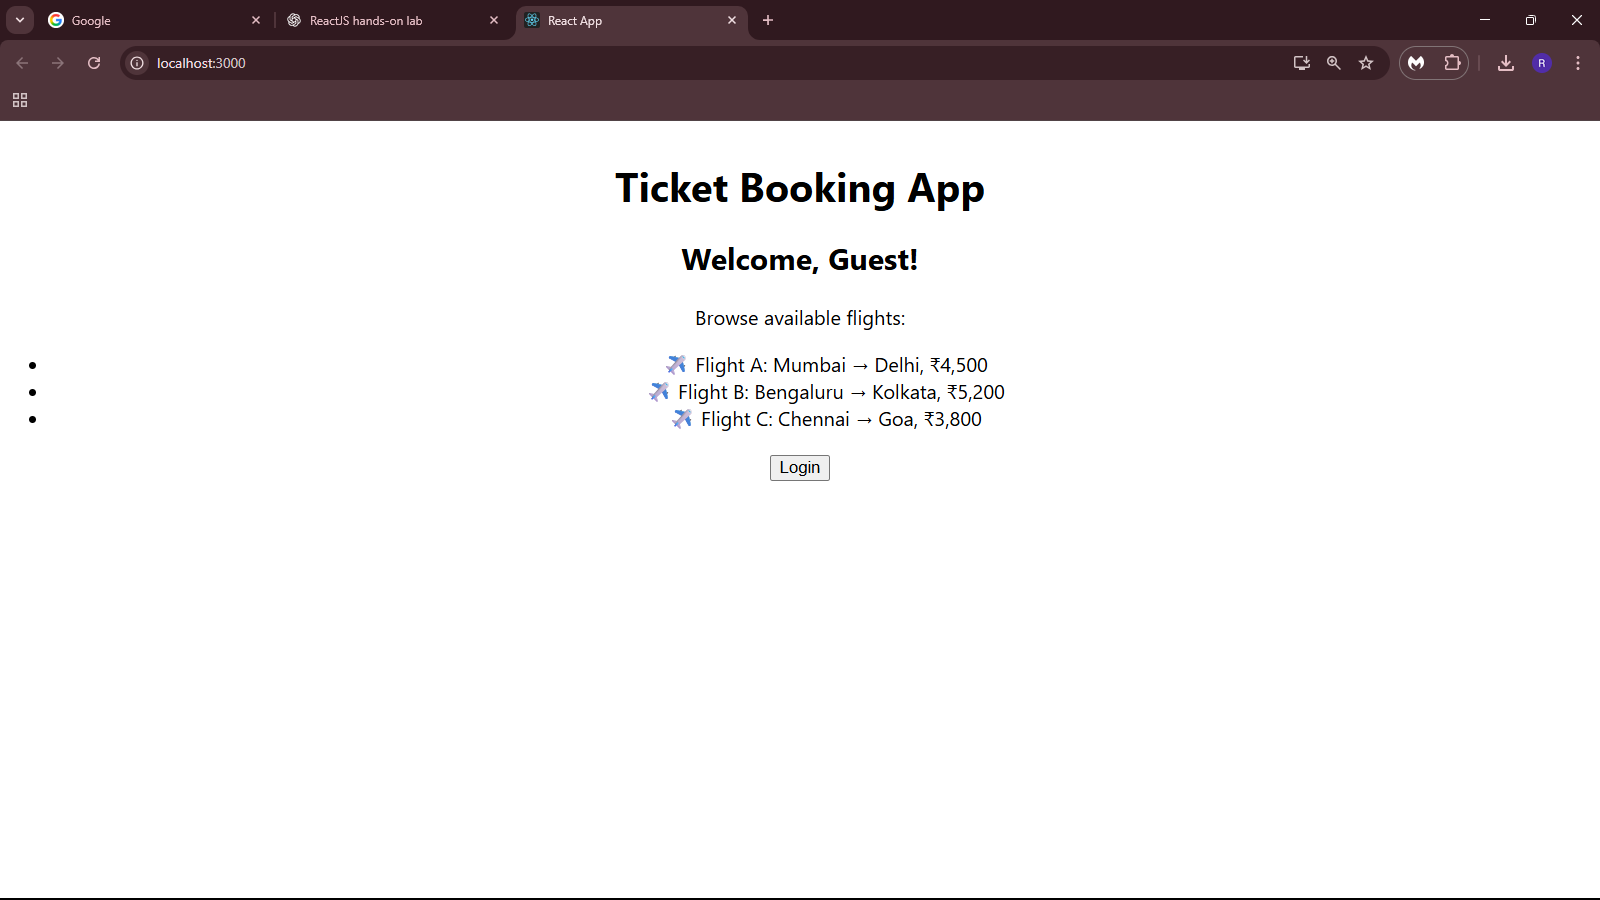 Google
ReactJS hands-on lab
React App
localhost:3000
R
Ticket Booking App
Welcome, Guest!
Browse available flights:
✈️ Flight A: Mumbai → Delhi, ₹4,500
✈️ Flight B: Bengaluru → Kolkata, ₹5,200
✈️ Flight C: Chennai → Goa, ₹3,800
Login